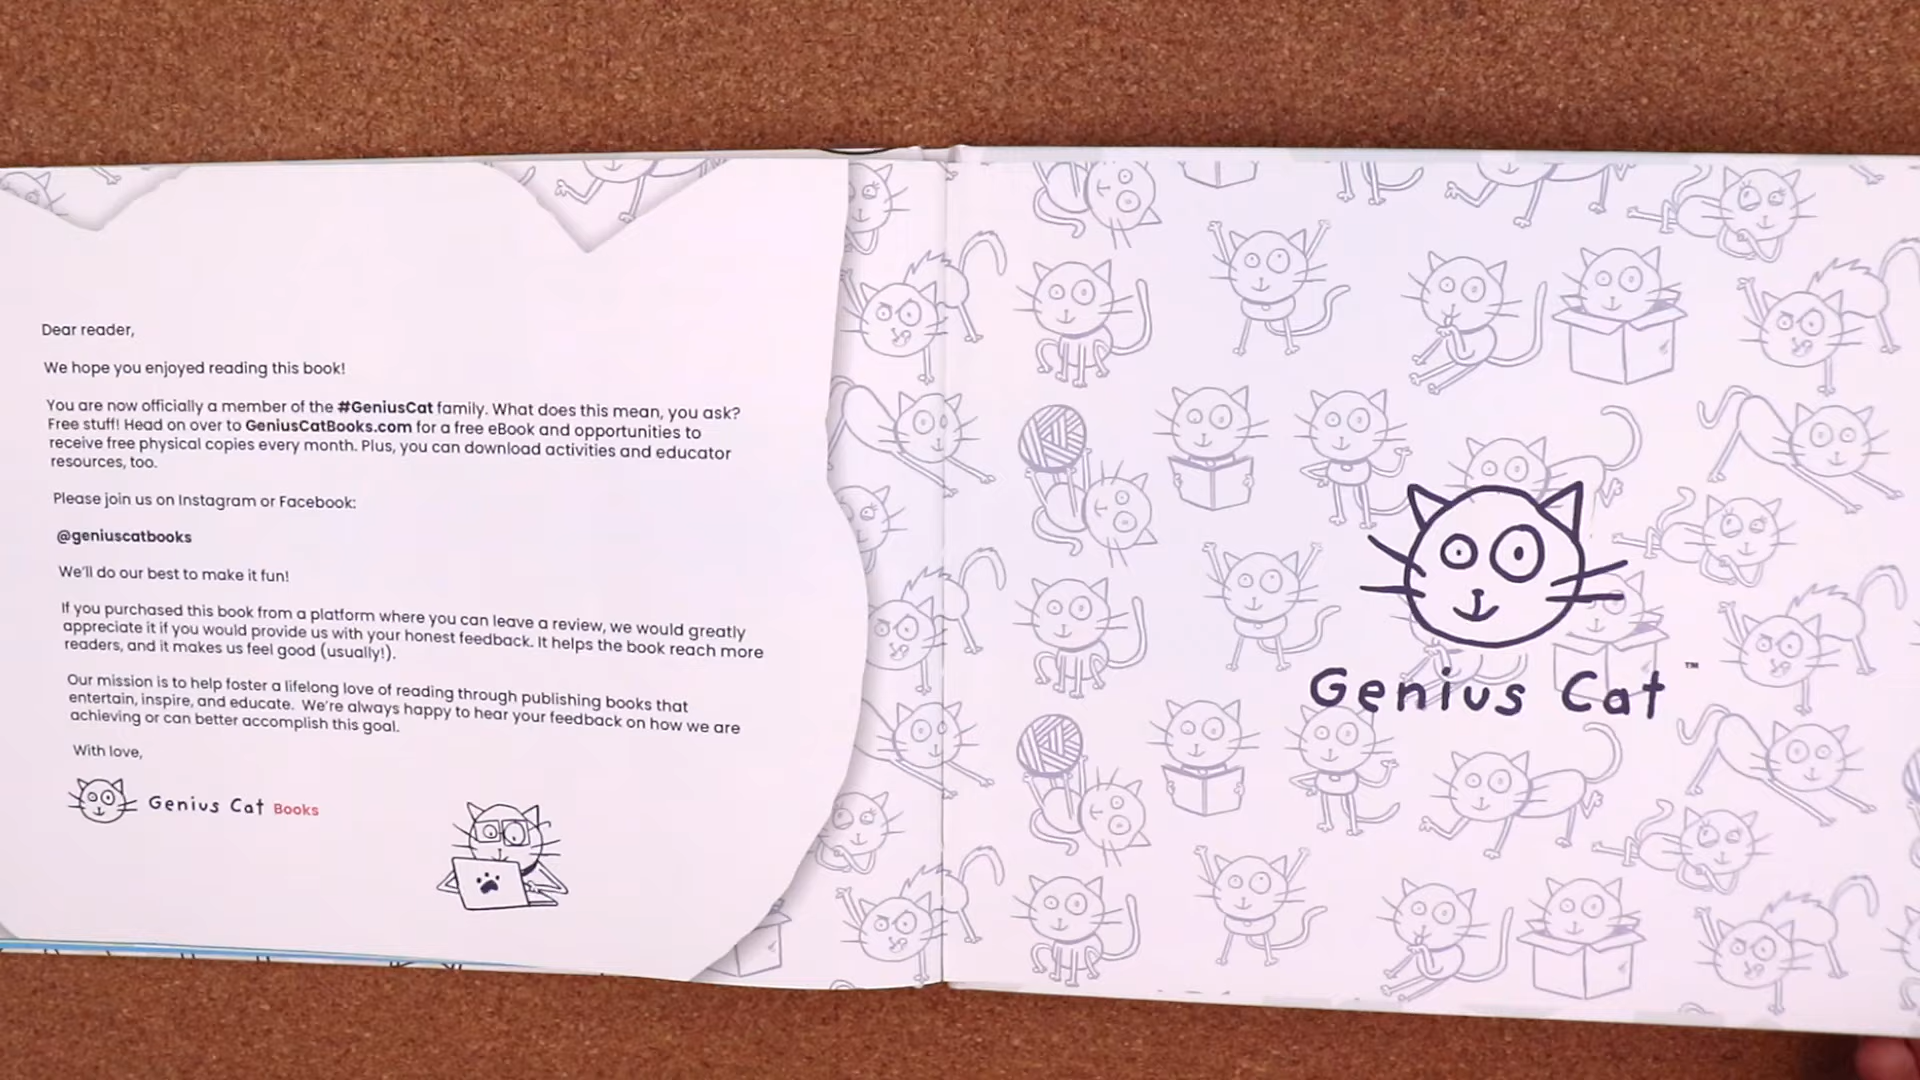 Dear reader,
We hope you enjoyed reading this book!
You are now officially a member of the #GeniusCat family. What does this mean, you ask?
Free stuff! Head on over to GeniusCatBooks.com for a free eBook and opportunities to
receive free physical copies every month. Plus, you can download activities and educator
resources, too.
Please join us on Instagram or Facebook:
@geniuscatbooks
We'll do our best to make it fun!
If you purchased this book from a platform where you can leave a review, we would greatly
appreciate it if you would provide us with your honest feedback. It helps the book reach more
readers, and it makes us feel good (usually!).
Our mission is to help foster a lifelong love of reading through publishing books that
entertain, inspire, and educate. We're always happy to hear your feedback on how we are
achieving or can better accomplish this goal.
With love,
Genius Cat Books
Genius Cat ™